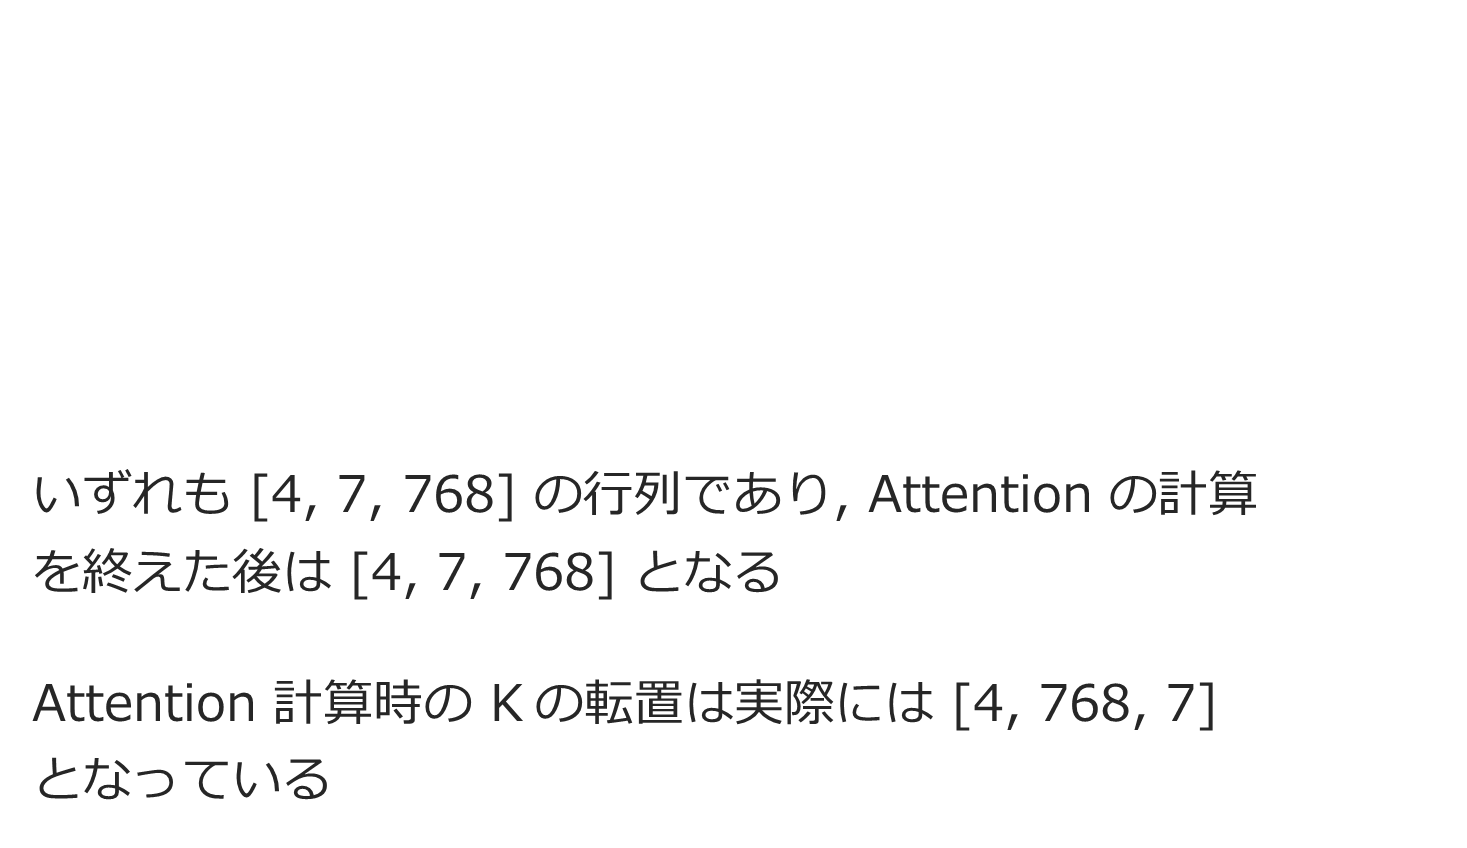 いずれも [4, 7, 768] の行列であり, Attention の計算
を終えた後は [4, 7, 768] となる
Attention 計算時の K の転置は実際には [4, 768, 7]
となっている